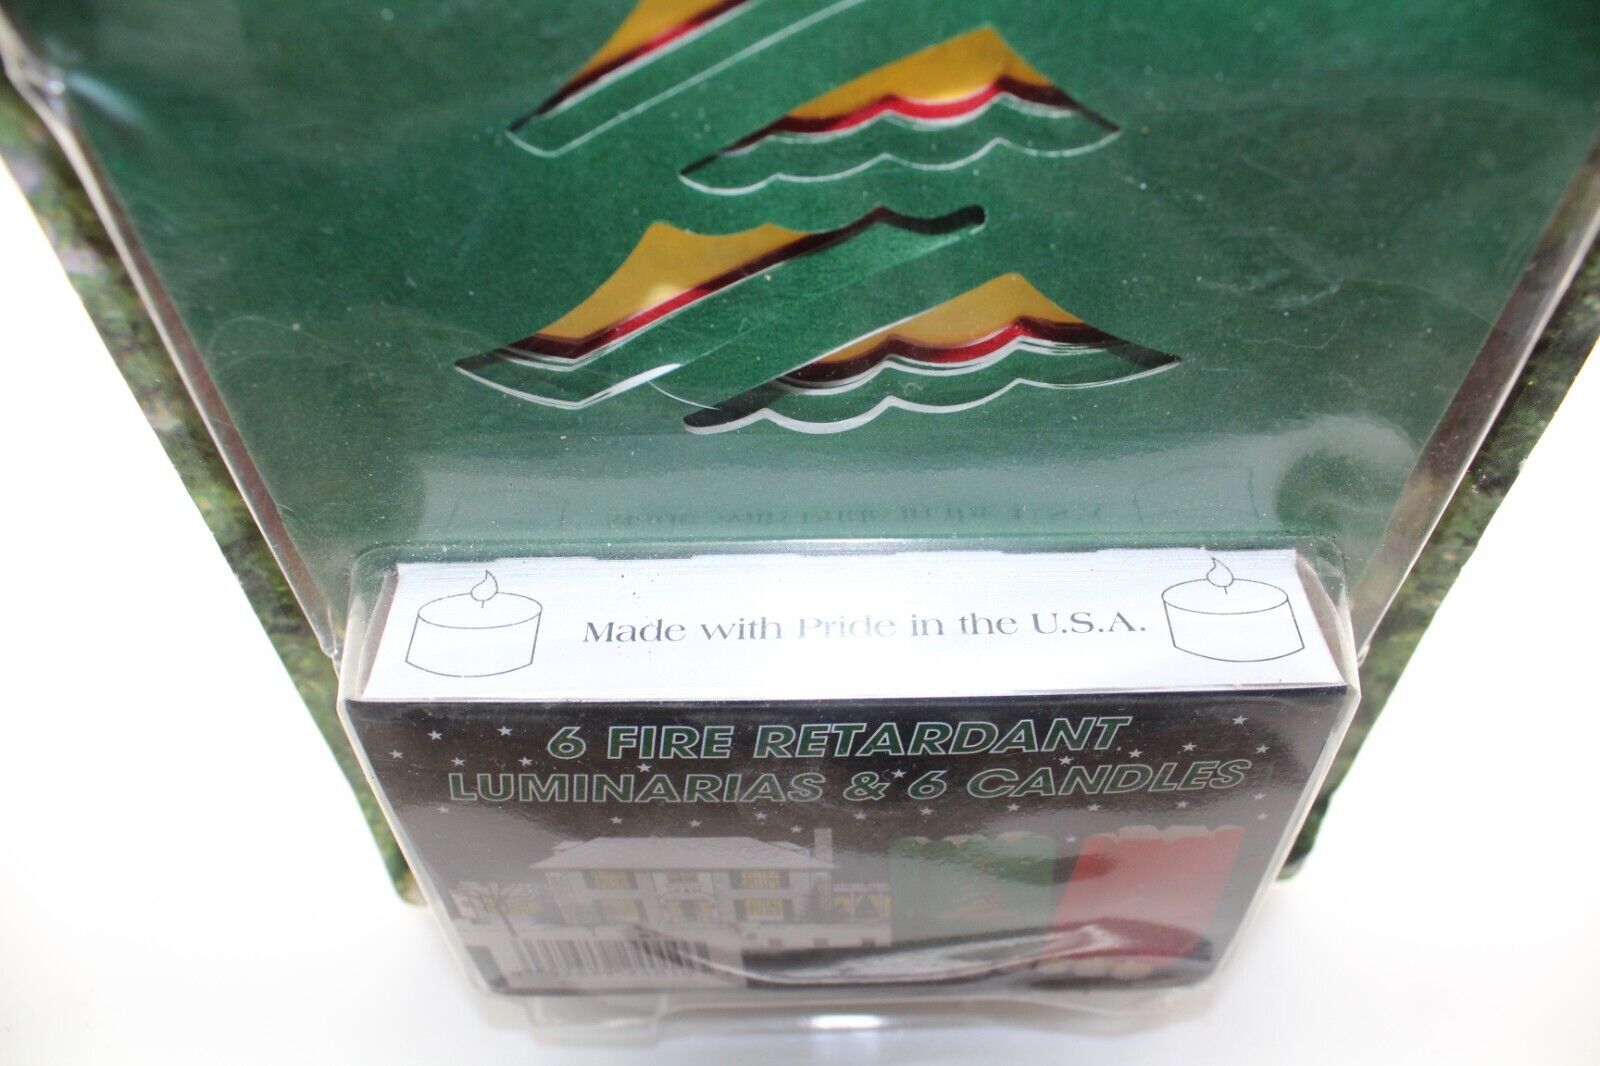 Made with Pride in the U.S.A.
6 FIRE RETARDANT
LUMINARIAS & 6 CANDLES